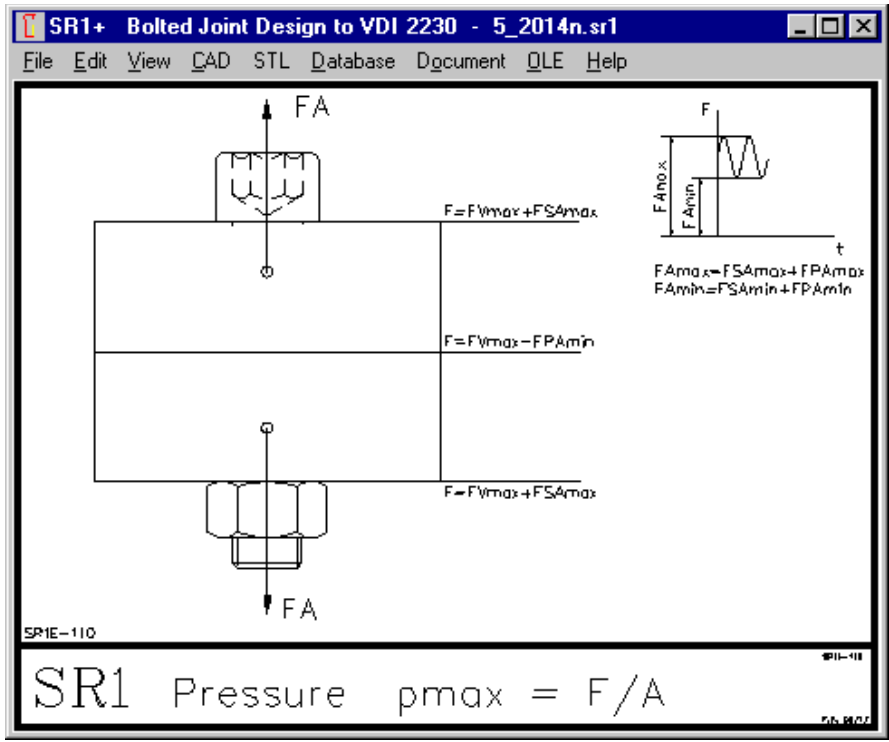 SR1+ Bolted Joint Design to VDI 2230 - 5_2014n.sr1
File Edit View CAD STL Database Document OLE Help
FA
F
FAmax
FAmin
t
F=FVmax+FSAmax
FAmax=FSAmax+FPAmax
FAmin=FSAmin+FPAmin
F=FVmax-FPAmin
F=FVmax+FSAmax
FA
SR1E-110
SR1 Pressure pmax = F/A